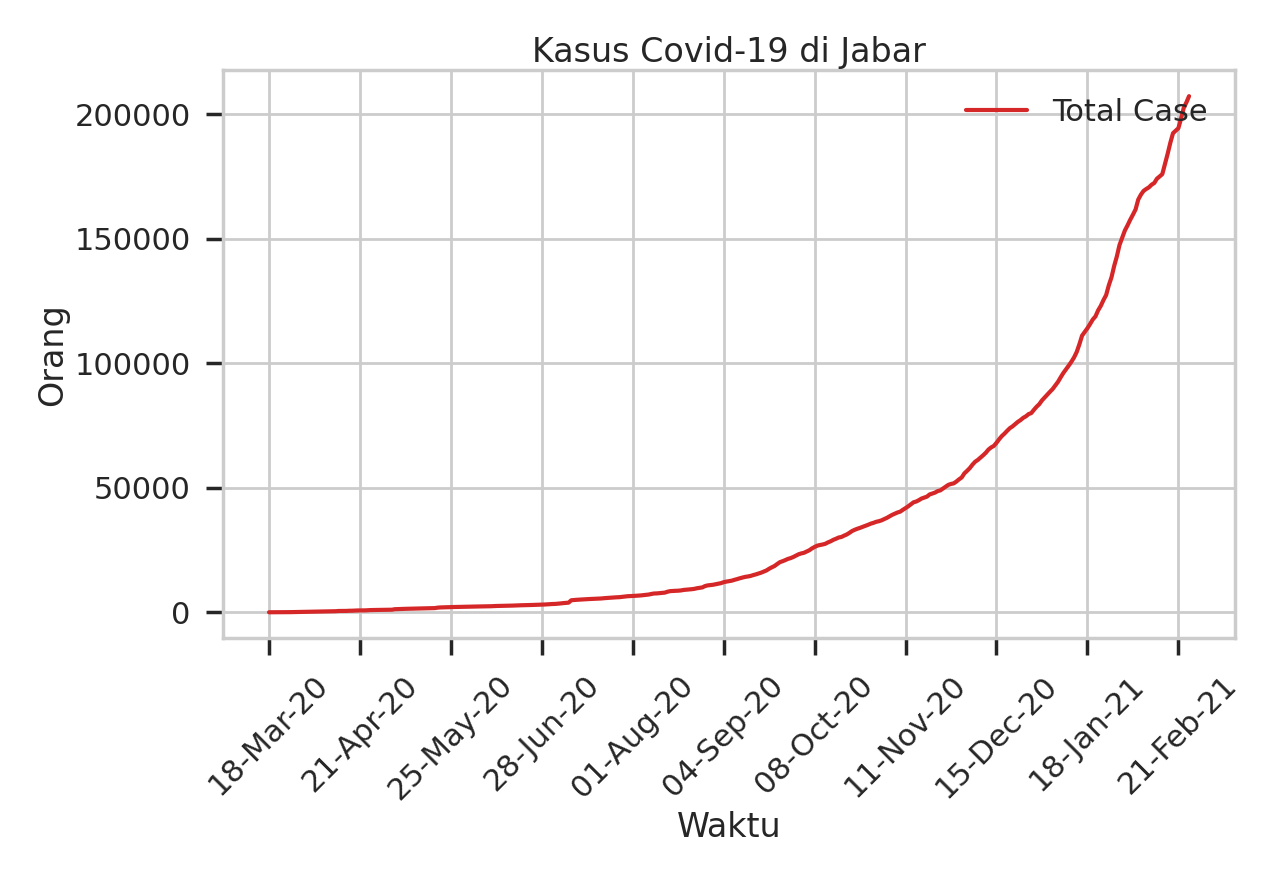 Kasus Covid-19 di Jabar
Total Case
200000
150000
100000
50000
0
Orang
18-Mar-20
21-Apr-20
25-May-20
28-Jun-20
01-Aug-20
04-Sep-20
08-Oct-20
11-Nov-20
15-Dec-20
18-Jan-21
21-Feb-21
Waktu